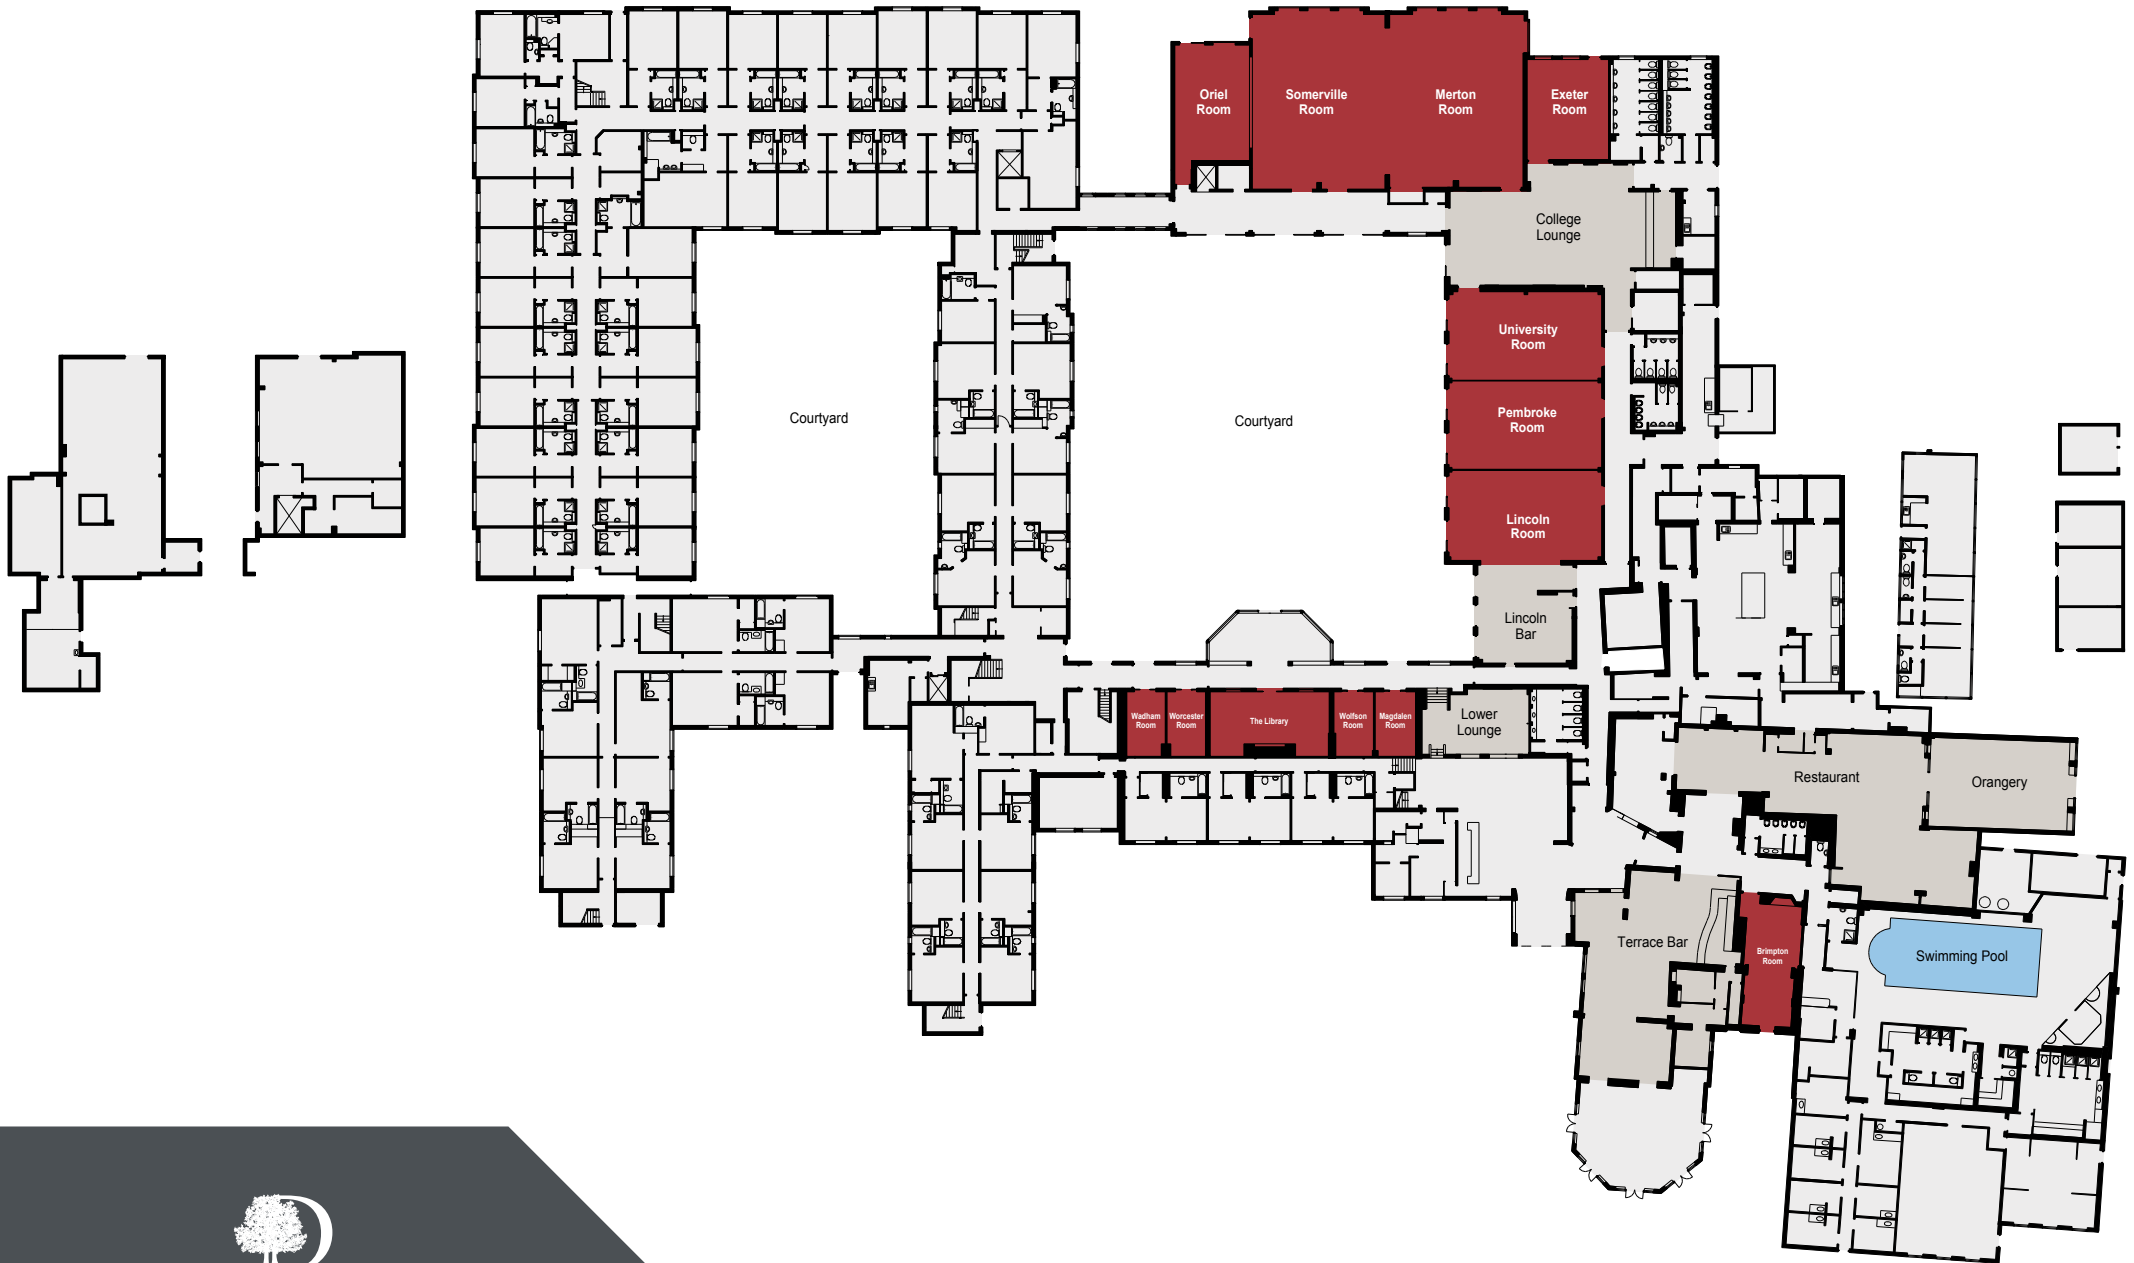 Oriel
Room
Somerville
Room
Merton
Room
Exeter
Room
College
Lounge
University
Room
Courtyard
Courtyard
Pembroke
Room
Lincoln
Room
Lincoln
Bar
Wadham
Room
Worcester
Room
The Library
Wolfson
Room
Magdalen
Room
Lower
Lounge
Restaurant
Orangery
Terrace Bar
Brimpton
Room
Swimming Pool
D